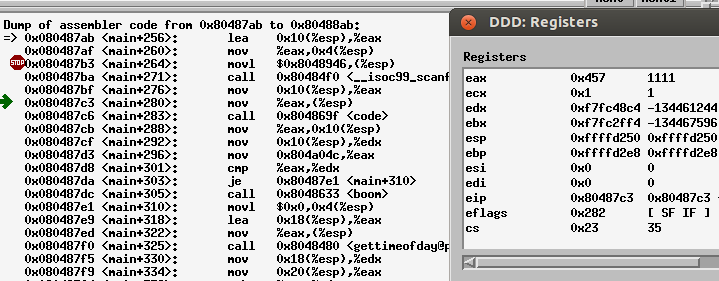 Dump of assembler code from 0x80487ab to 0x80488ab:
=> 0x080487ab <main+256>: lea 0x10(%esp),%eax
0x080487af <main+260>: mov %eax,0x4(%esp)
STOP 0x080487b3 <main+264>: movl $0x8048946,(%esp)
0x080487ba <main+271>: call 0x80484f0 <__isoc99_scanf
0x080487bf <main+276>: mov 0x10(%esp),%eax
0x080487c3 <main+280>: mov %eax,(%esp)
0x080487c6 <main+283>: call 0x804869f <code>
0x080487cb <main+288>: mov %eax,0x10(%esp)
0x080487cf <main+292>: mov 0x10(%esp),%edx
0x080487d3 <main+296>: mov 0x804a04c,%eax
0x080487d8 <main+301>: cmp %eax,%edx
0x080487da <main+303>: je 0x80487e1 <main+310>
0x080487dc <main+305>: call 0x8048633 <boom>
0x080487e1 <main+310>: movl $0x0,0x4(%esp)
0x080487e9 <main+318>: lea 0x18(%esp),%eax
0x080487ed <main+322>: mov %eax,(%esp)
0x080487f0 <main+325>: call 0x8048480 <gettimeofday@p
0x080487f5 <main+330>: mov 0x18(%esp),%edx
0x080487f9 <main+334>: mov 0x20(%esp),%eax
DDD: Registers
Registers
eax 0x457 1111
ecx 0x1 1
edx 0xf7fc48c4 -134461244
ebx 0xf7fc2ff4 -134467596
esp 0xffffd250 0xffffd250
ebp 0xffffd2e8 0xffffd2e8
esi 0x0 0
edi 0x0 0
eip 0x80487c3 0x80487c3
eflags 0x282 [ SF IF ]
cs 0x23 35